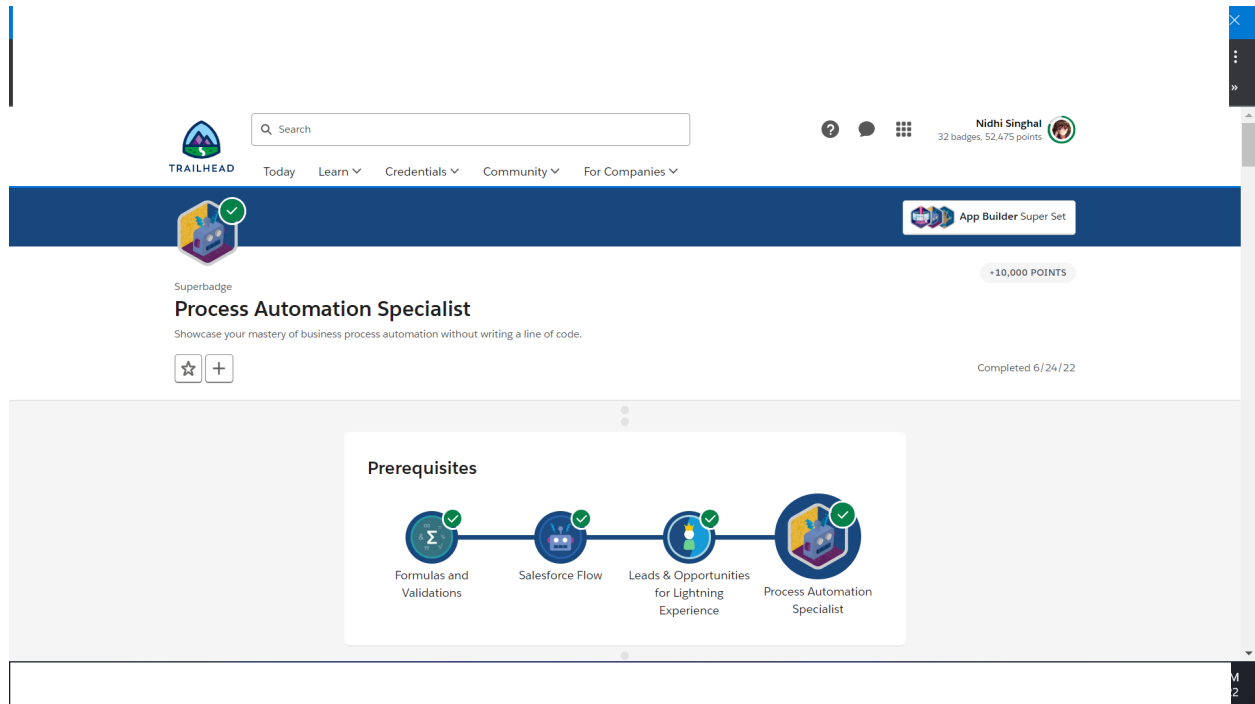 Search
Nidhi Singhal
32 badges, 52,475 points
TRAILHEAD
Today Learn Credentials Community For Companies
App Builder Super Set
+10,000 POINTS
Superbadge
Process Automation Specialist
Showcase your mastery of business process automation without writing a line of code.
Completed 6/24/22
Prerequisites
Formulas and
Validations
Salesforce Flow
Leads & Opportunities
for Lightning
Experience
Process Automation
Specialist
M
22